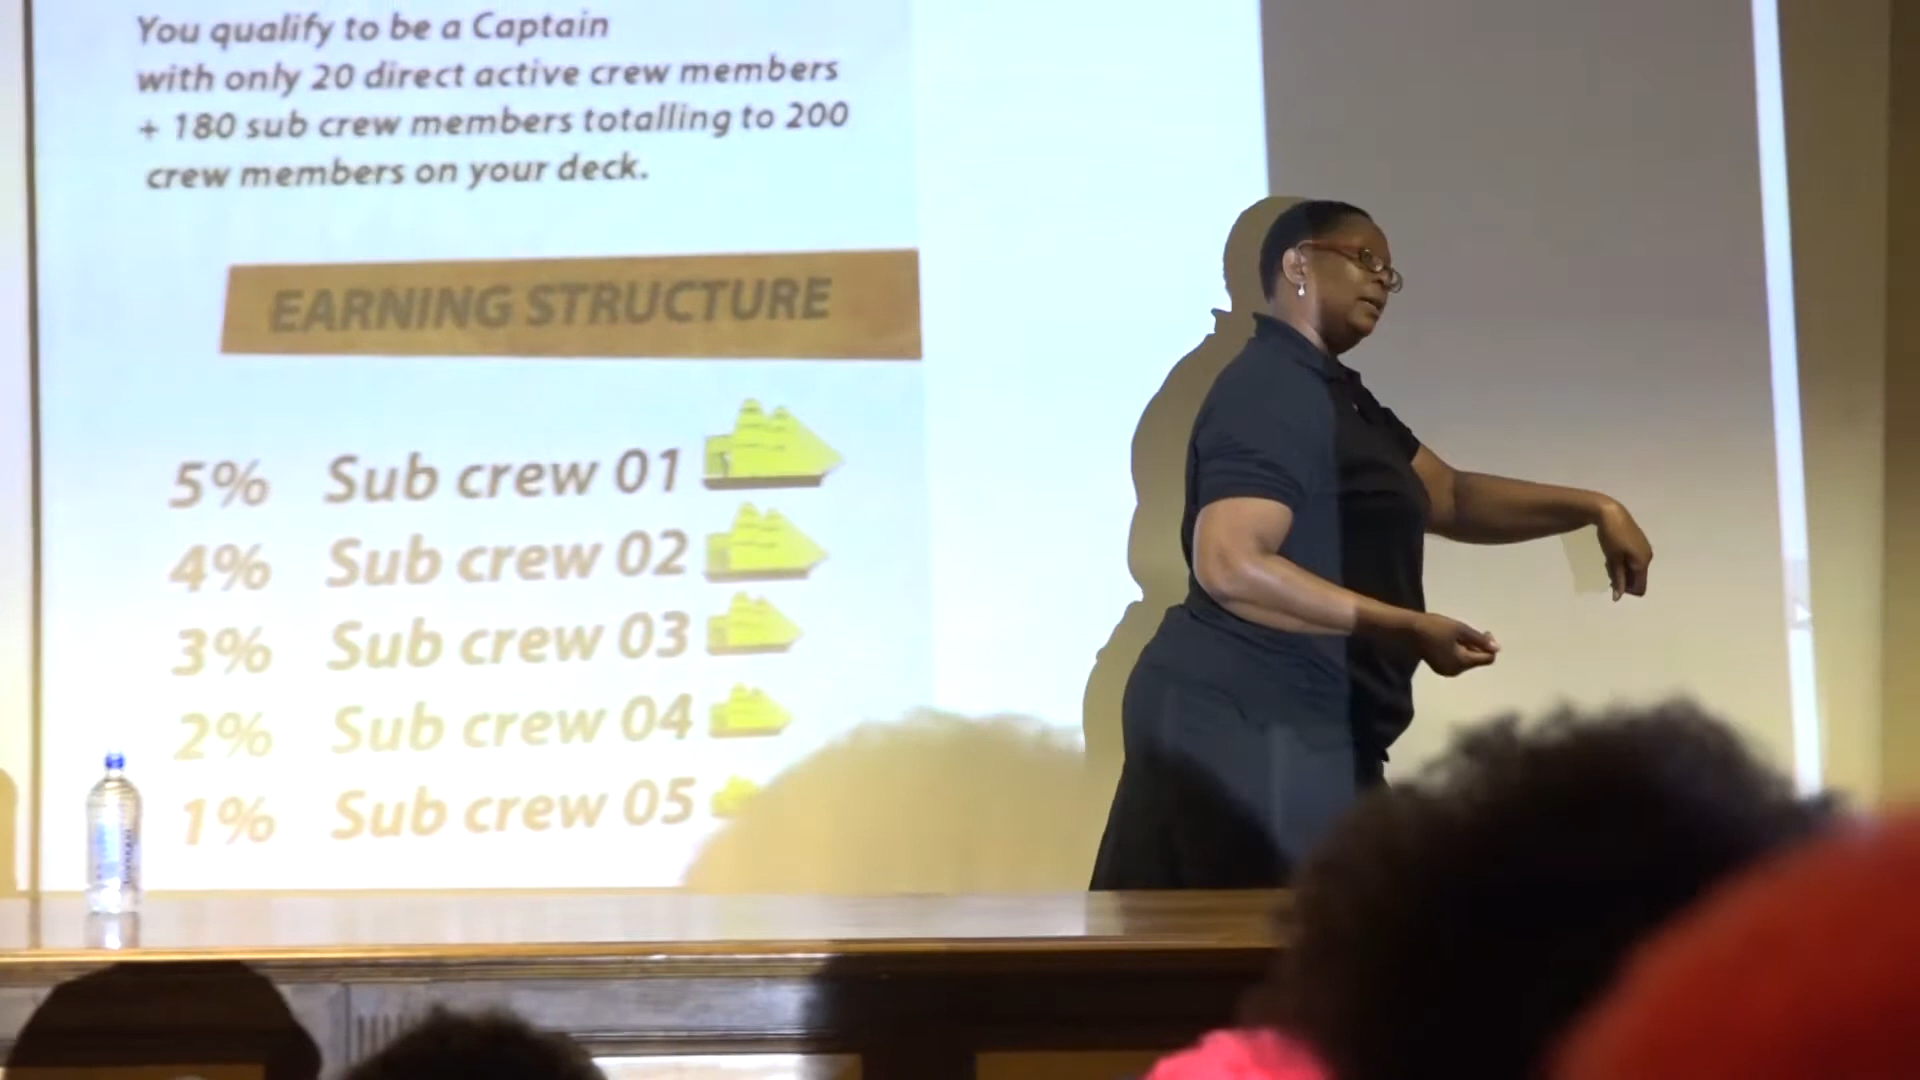 You qualify to be a Captain
with only 20 direct active crew members
+ 180 sub crew members totalling to 200
crew members on your deck.
EARNING STRUCTURE
5% Sub crew 01
4% Sub crew 02
3% Sub crew 03
2% Sub crew 04
1% Sub crew 05